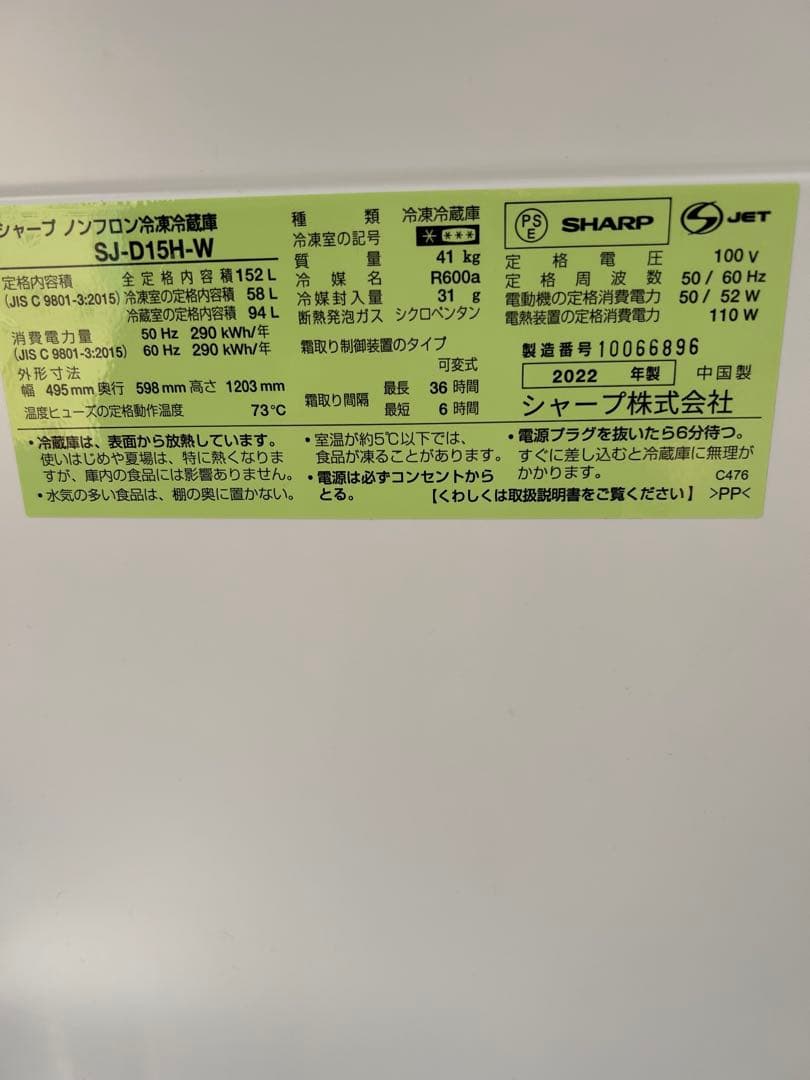 シャープ ノンフロン冷凍冷蔵庫
SJ-D15H-W
定格内容積 全定格内容積 152 L
(JIS C 9801-3:2015) 冷凍室の定格内容積 58 L
冷蔵室の定格内容積 94 L
消費電力量 50 Hz 290 kWh/年
(JIS C 9801-3:2015) 60 Hz 290 kWh/年
外形寸法
幅 495 mm 奥行 598 mm 高さ 1203 mm
温度ヒューズの定格動作温度 73℃
種類 冷凍冷蔵庫
冷凍室の記号 * ***
質量 41 kg
冷媒名 R600a
冷媒封入量 31 g
断熱発泡ガス シクロペンタン
霜取り制御装置のタイプ
可変式
霜取り間隔 最長 36 時間
最短 6 時間
PS
E
SHARP
JET
定格電圧 100 V
定格周波数 50 / 60 Hz
電動機の定格消費電力 50 / 52 W
電熱装置の定格消費電力 110 W
製造番号 10066896
2022 年製 中国製
シャープ株式会社
・冷蔵庫は、表面から放熱しています。
使いはじめや夏場は、特に熱くなりま
すが、庫内の食品には影響ありません。
・水気の多い食品は、棚の奥に置かない。
・室温が約5℃以下では、
食品が凍ることがあります。
・電源は必ずコンセントから
とる。
・電源プラグを抜いたら6分待つ。
すぐに差し込むと冷蔵庫に無理が
かかります。
C476
【くわしくは取扱説明書をご覧ください】 >PP<